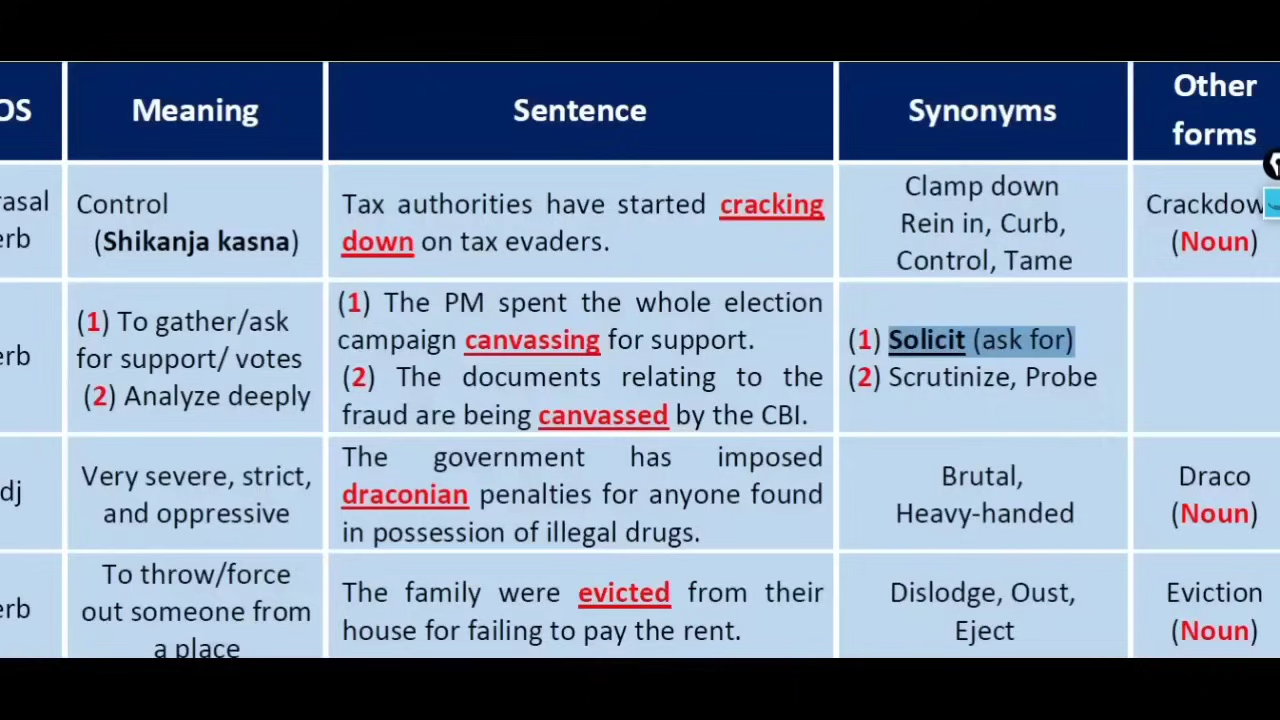 OS
Meaning
Sentence
Synonyms
Other
forms
rasal
erb
Control
(Shikanja kasna)
Tax authorities have started cracking
down on tax evaders.
Clamp down
Rein in, Curb,
Control, Tame
Crackdow
(Noun)
erb
(1) To gather/ask
for support/ votes
(2) Analyze deeply
(1) The PM spent the whole election
campaign canvassing for support.
(2) The documents relating to the
fraud are being canvassed by the CBI.
(1) Solicit (ask for)
(2) Scrutinize, Probe
dj
Very severe, strict,
and oppressive
The government has imposed
draconian penalties for anyone found
in possession of illegal drugs.
Brutal,
Heavy-handed
Draco
(Noun)
erb
To throw/force
out someone from
a place
The family were evicted from their
house for failing to pay the rent.
Dislodge, Oust,
Eject
Eviction
(Noun)